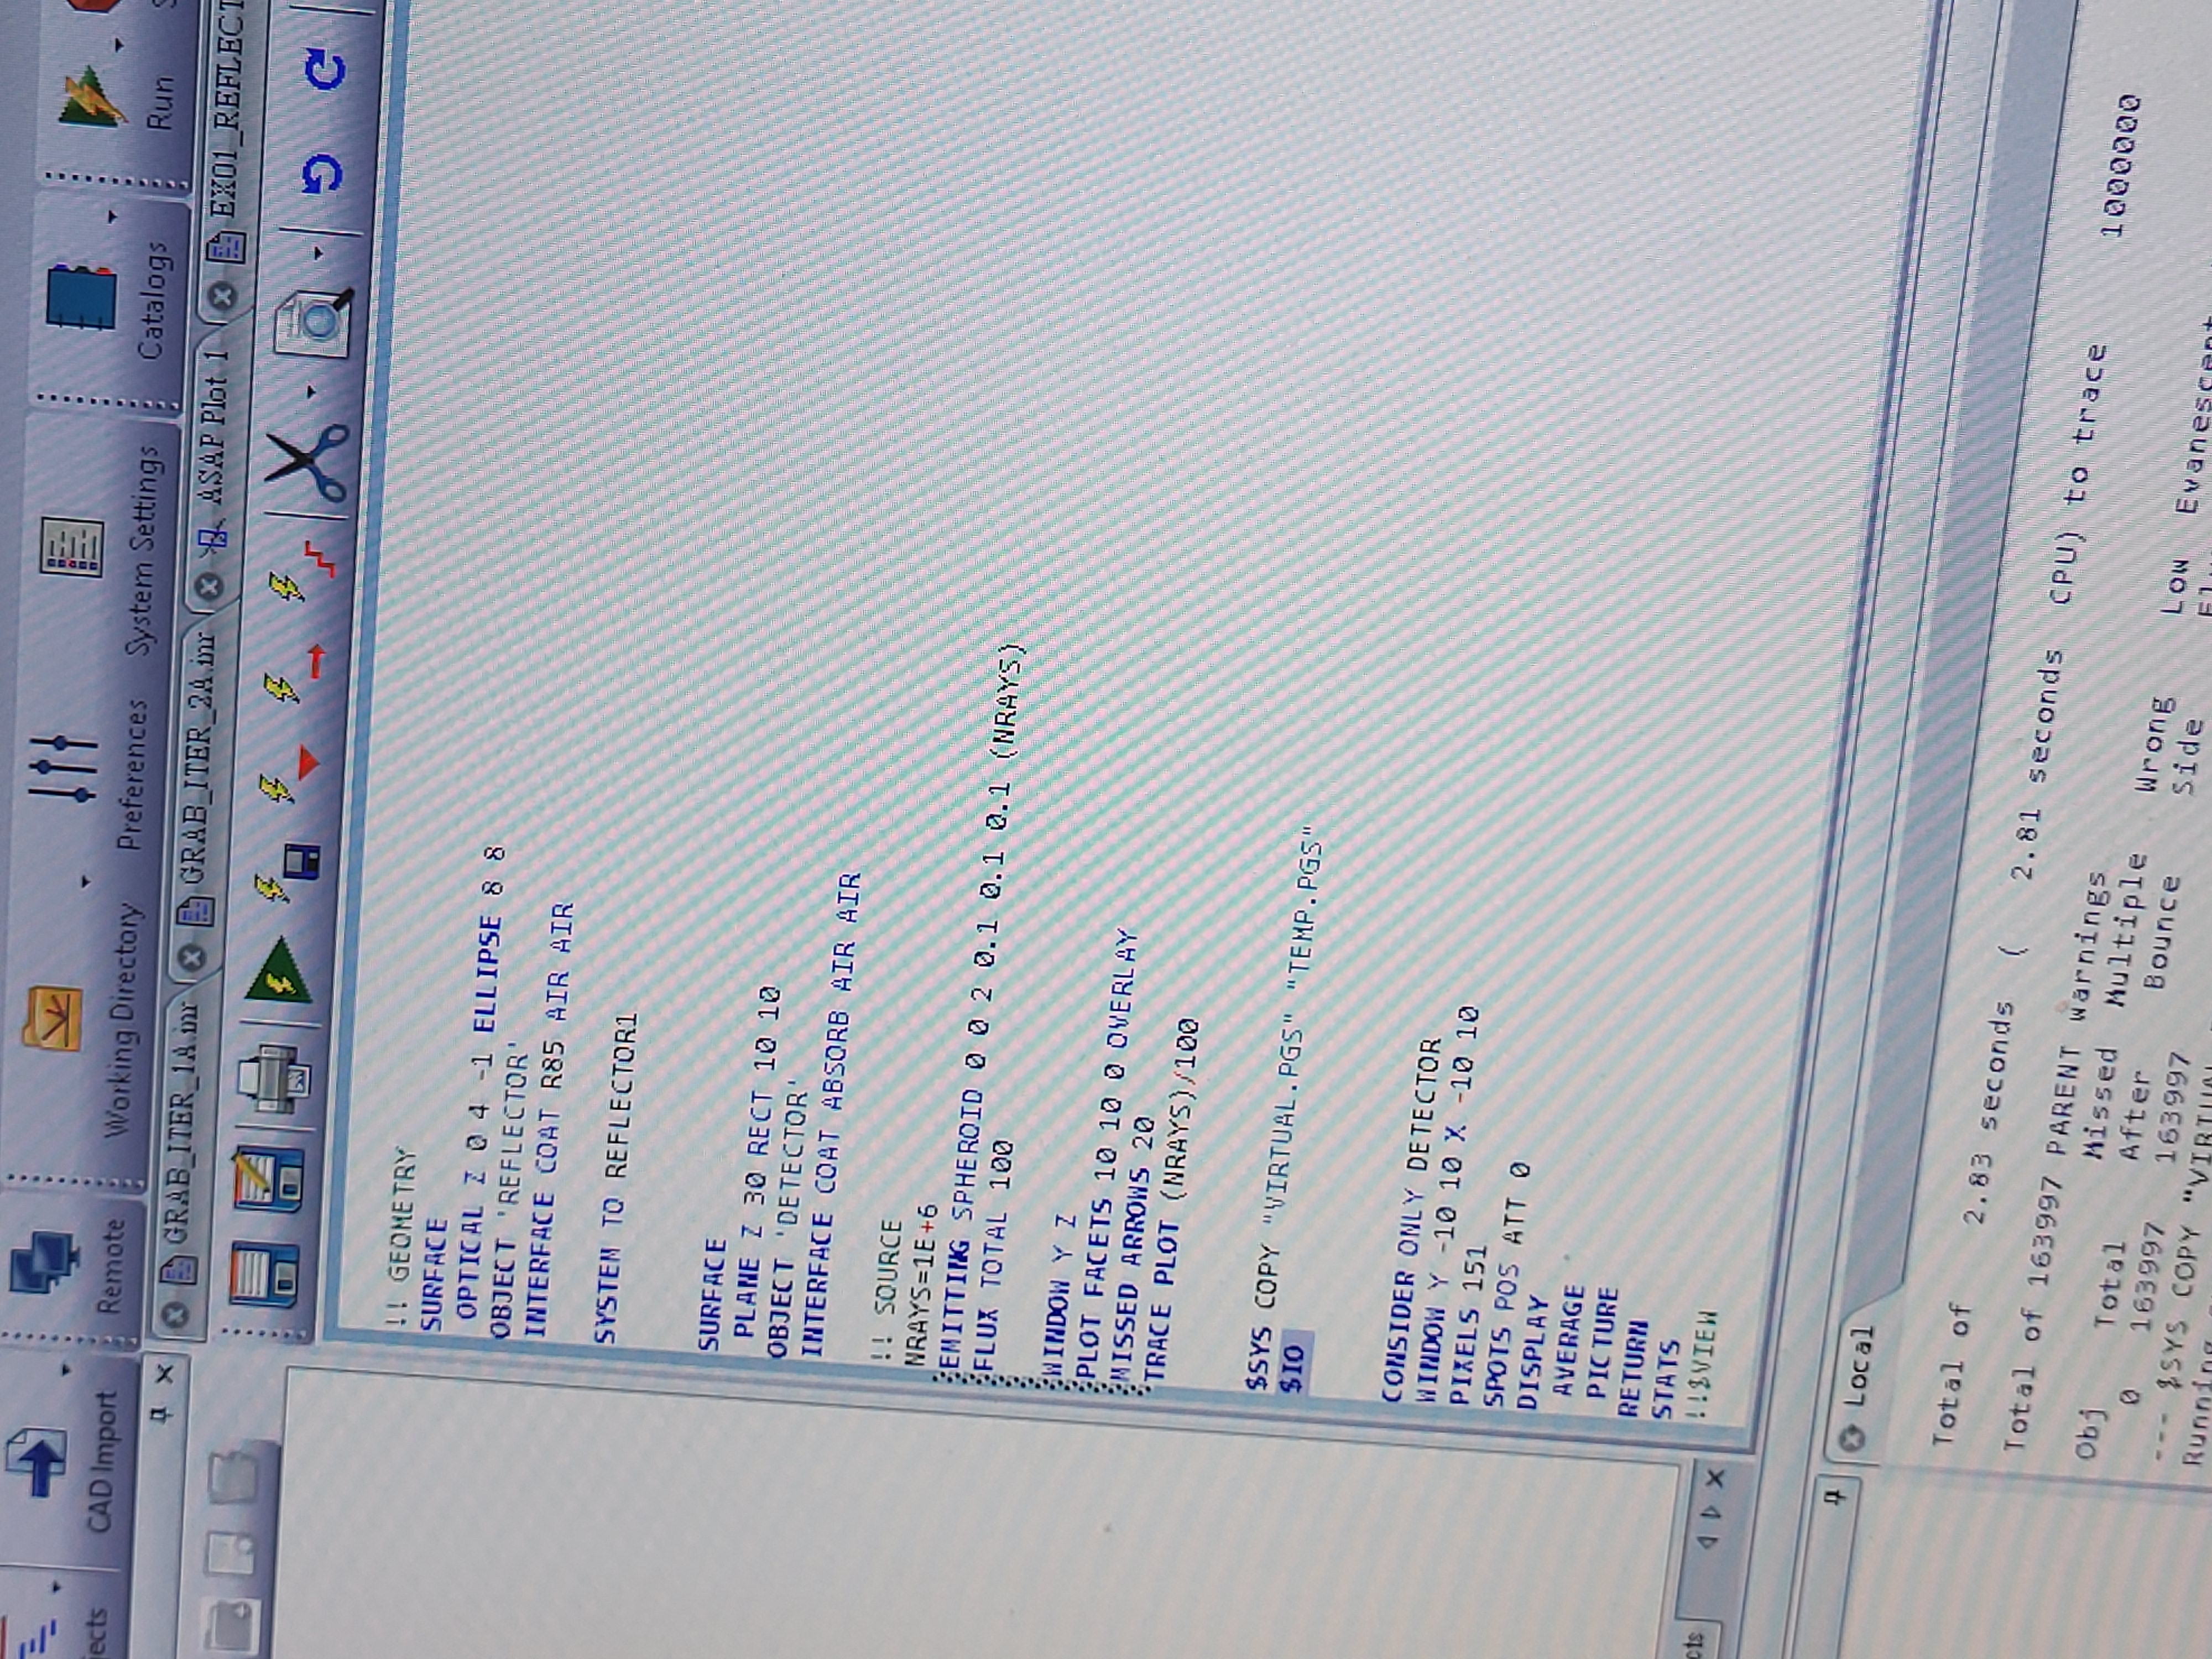 jects
CAD Import
Remote
Working Directory
Preferences
System Settings
Catalogs
Run
GRAB_ITER_1A.inr
GRAB_ITER_2A.inr
ASAP Plot 1
EX01_REFLECT
!! GEOMETRY
SURFACE
OPTICAL Z 0 4 -1 ELLIPSE 8 8
OBJECT 'REFLECTOR'
INTERFACE COAT R85 AIR AIR
SYSTEM TO REFLECTOR1
SURFACE
PLANE Z 30 RECT 10 10
OBJECT 'DETECTOR'
INTERFACE COAT ABSORB AIR AIR
!! SOURCE
NRAYS=1E+6
EMITTING SPHEROID 0 0 2 0.1 0.1 0.1 (NRAYS)
FLUX TOTAL 100
WINDOW Y Z
PLOT FACETS 10 10 0 OVERLAY
MISSED ARROWS 20
TRACE PLOT (NRAYS)/100
$SYS COPY "VIRTUAL.PGS" "TEMP.PGS"
$IO
CONSIDER ONLY DETECTOR
WINDOW Y -10 10 X -10 10
PIXELS 151
SPOTS POS ATT 0
DISPLAY
AVERAGE
PICTURE
RETURN
STATS
!!$VIEW
cts
Local
Total of 2.83 seconds ( 2.81 seconds CPU) to trace 1000000
Total of 163997 PARENT warnings
Missed Multiple Wrong Low Evanescent
Obj Total After Bounce Side
0 163997 163997
--- $SYS COPY "VIRTUAL
Running